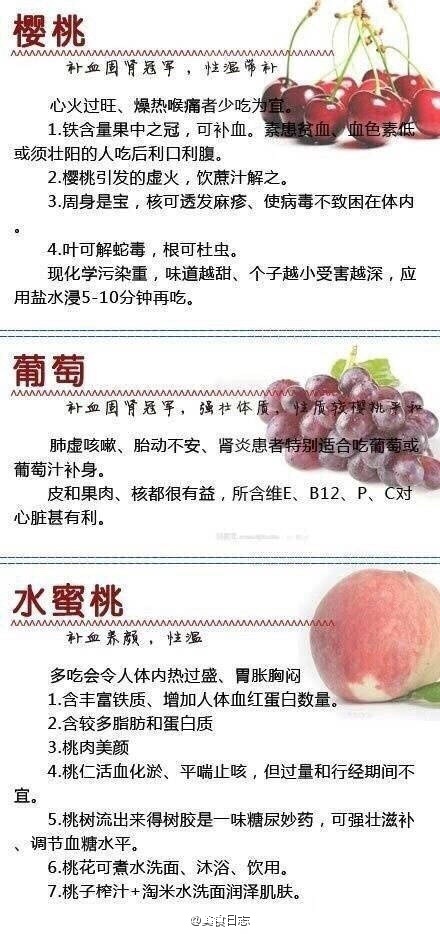 樱桃
补血固肾冠军，性温带补
心火过旺、燥热喉痛者少吃为宜。
1.铁含量果中之冠，可补血。素患贫血、血色素低
或须壮阳的人吃后利口利腹。
2.樱桃引发的虚火，饮蔗汁解之。
3.周身是宝，核可透发麻疹、使病毒不致困在体内
。
4.叶可解蛇毒，根可杜虫。
现化学污染重，味道越甜、个子越小受害越深，应
用盐水浸5-10分钟再吃。
葡萄
补血固肾冠军，强壮体质，性质较樱桃平和
肺虚咳嗽、胎动不安、肾炎患者特别适合吃葡萄或
葡萄汁补身。
皮和果肉、核都很有益，所含维E、B12、P、C对
心脏甚有利。
水蜜桃
补血养颜，性温
多吃会令人体内热过盛、胃胀胸闷
1.含丰富铁质、增加人体血红蛋白数量。
2.含较多脂肪和蛋白质
3.桃肉美颜
4.桃仁活血化淤、平喘止咳，但过量和行经期间不
宜。
5.桃树流出来得树胶是一味糖尿妙药，可强壮滋补
、调节血糖水平。
6.桃花可煮水洗面、沐浴、饮用。
7.桃子榨汁+淘米水洗面润泽肌肤。
@美食日志